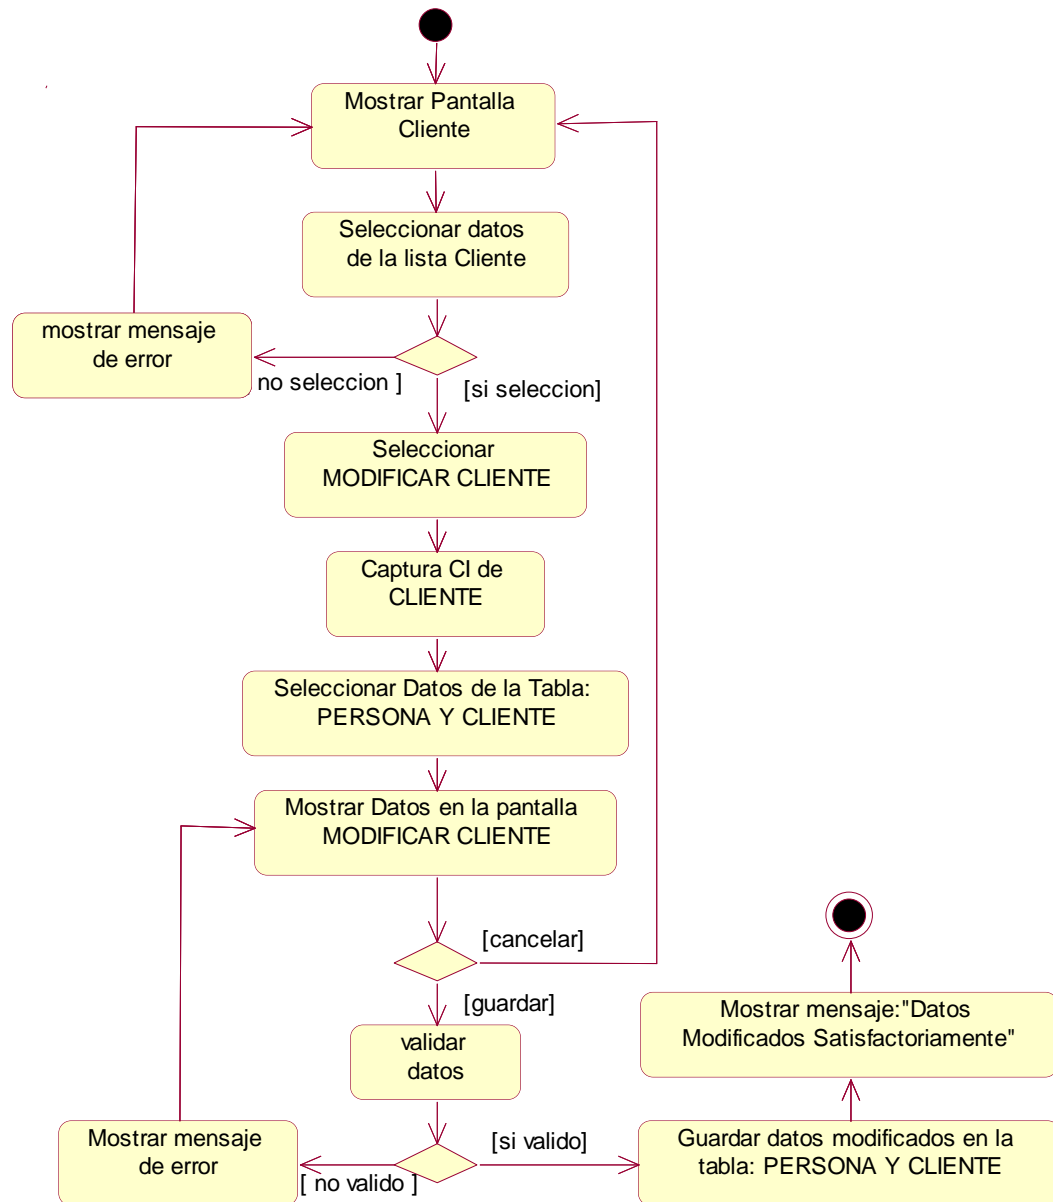 Mostrar Pantalla
Cliente
Seleccionar datos
de la lista Cliente
mostrar mensaje
de error
no seleccion ]
[si seleccion]
Seleccionar
MODIFICAR CLIENTE
Captura CI de
CLIENTE
Seleccionar Datos de la Tabla:
PERSONA Y CLIENTE
Mostrar Datos en la pantalla
MODIFICAR CLIENTE
[cancelar]
[guardar]
validar
datos
Mostrar mensaje:"Datos
Modificados Satisfactoriamente"
Mostrar mensaje
de error
[ no valido ]
[si valido]
Guardar datos modificados en la
tabla: PERSONA Y CLIENTE